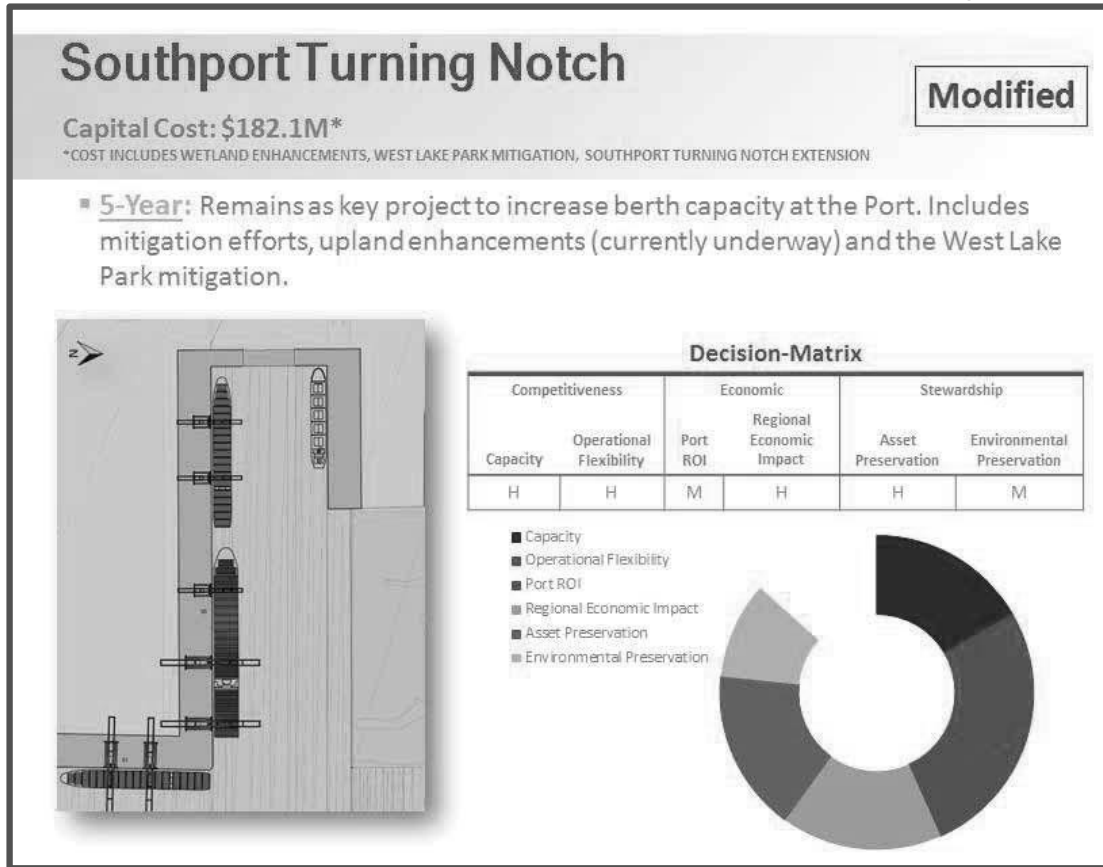 Southport Turning Notch
Modified
Capital Cost: $182.1M*
*COST INCLUDES WETLAND ENHANCEMENTS, WEST LAKE PARK MITIGATION, SOUTHPORT TURNING NOTCH EXTENSION
▪ 5-Year: Remains as key project to increase berth capacity at the Port. Includes
mitigation efforts, upland enhancements (currently underway) and the West Lake
Park mitigation.
N
Decision-Matrix
Competitiveness Economic Stewardship
Capacity Operational Flexibility Port ROI Regional Economic Impact Asset Preservation Environmental Preservation
H H M H H M
Capacity
Operational Flexibility
Port ROI
Regional Economic Impact
Asset Preservation
Environmental Preservation